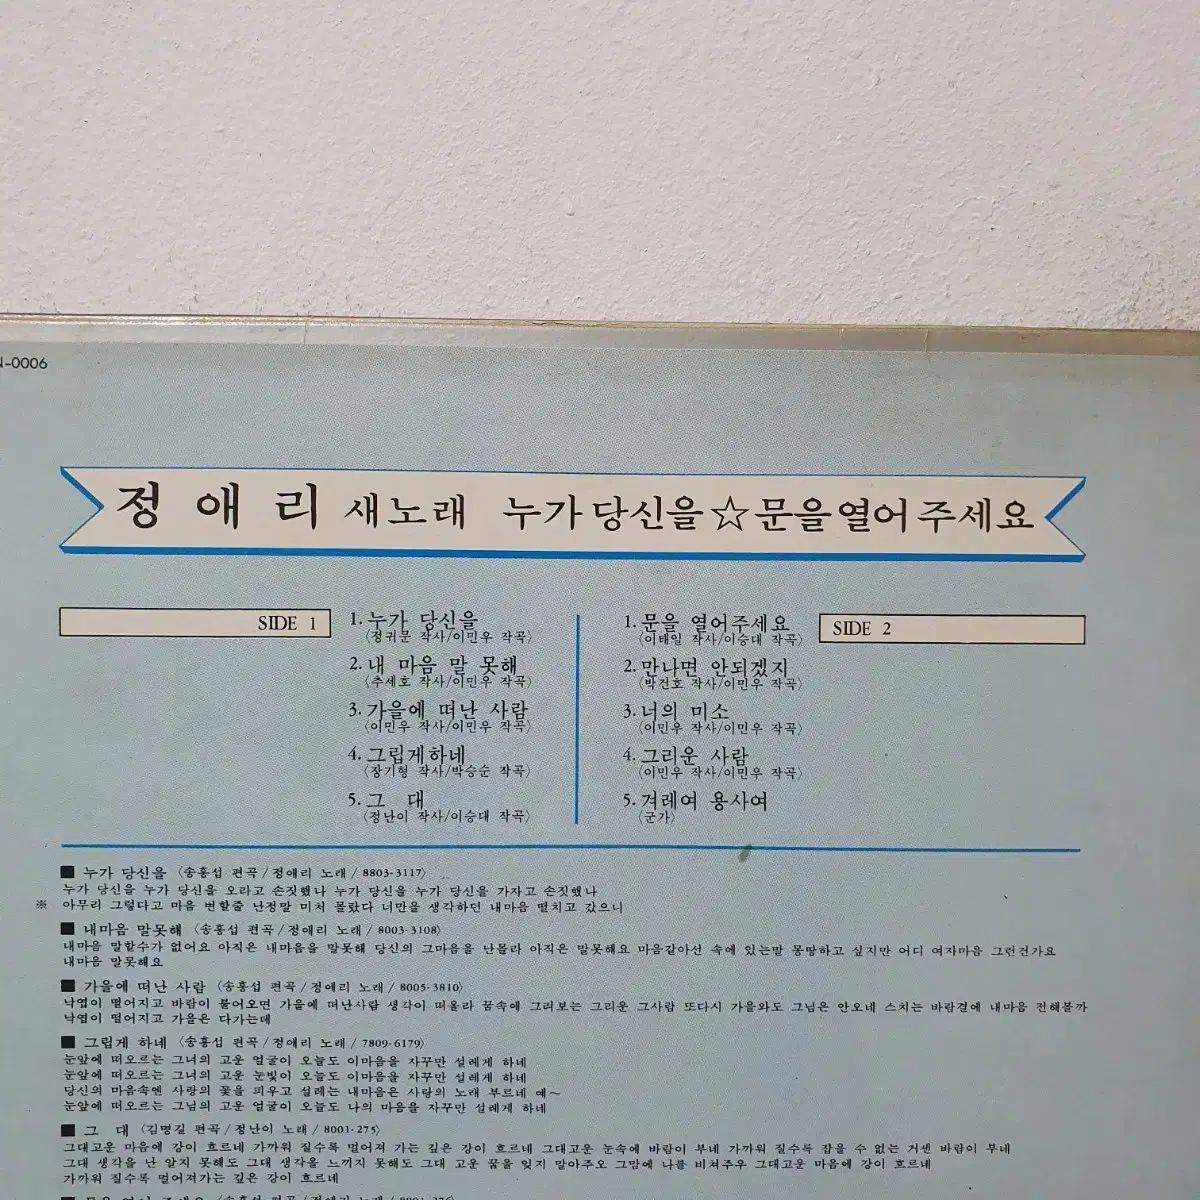 N-0006
정 애 리 새노래 누가 당신을☆문을 열어 주세요
SIDE 1
1. 누가 당신을
〈정귀문 작사/이민우 작곡〉
2. 내 마음 말 못해
〈추세호 작사/이민우 작곡〉
3. 가을에 떠난 사람
〈이민우 작사/이민우 작곡〉
4. 그립게하네
〈장기형 작사/박승순 작곡〉
5. 그 대
〈정난이 작사/이승대 작곡〉
SIDE 2
1. 문을 열어주세요
〈이태일 작사/이승대 작곡〉
2. 만나면 안되겠지
〈박건호 작사/이민우 작곡〉
3. 너의 미소
〈이민우 작사/이민우 작곡〉
4. 그리운 사람
〈이민우 작사/이민우 작곡〉
5. 겨레여 용사여
〈군가〉
■ 누가 당신을 〈송홍섭 편곡/정애리 노래/8803-3117〉
누가 당신을 누가 당신을 오라고 손짓했나 누가 당신을 누가 당신을 가자고 손짓했나
※ 아무리 그렇다고 마음 변할줄 난정말 미처 몰랐다 너만을 생각하던 내마음 떨치고 갔으니
■ 내마음 말못해 〈송홍섭 편곡/정애리 노래/8003-3108〉
내마음 말할수가 없어요 아직은 내마음을 말못해 당신의 그마음을 난몰라 아직은 말못해요 마음같아선 속에 있는말 몽땅하고 싶지만 어디 여자마음 그런건가요
내마음 말못해요
■ 가을에 떠난 사람 〈송홍섭 편곡/정애리 노래/8005-3810〉
낙엽이 떨어지고 바람이 불어오면 가을에 떠난사람 생각이 떠올라 꿈속에 그려보는 그리운 그사람 또다시 가을와도 그님은 안오네 스치는 바람결에 내마음 전해볼까
낙엽이 떨어지고 가을은 다가는데
■ 그립게 하네 〈송홍섭 편곡/정애리 노래/7809-6179〉
눈앞에 떠오르는 그녀의 고운 얼굴이 오늘도 이마음을 자꾸만 설레게 하네
눈앞에 떠오르는 그녀의 고운 눈빛이 오늘도 이마음을 자꾸만 설레게 하네
당신의 마음속엔 사랑의 꽃을 피우고 설레는 내마음은 사랑의 노래 부르네 예~
눈앞에 떠오르는 그님의 고운 얼굴이 오늘도 나의 마음을 자꾸만 설레게 하네
■ 그 대 〈김명길 편곡/정난이 노래/8001-275〉
그대고운 마음에 강이 흐르네 가까워 질수록 멀어져 가는 깊은 강이 흐르네 그대고운 눈속에 바람이 부네 가까워 질수록 잡을 수 없는 거센 바람이 부네
그대 생각을 난 알지 못해도 그대 생각을 느끼지 못해도 그대 고운 꿈을 잊지 말아주오 그맘에 나를 비쳐주우 그대고운 마음에 강이 흐르네
가까워 질수록 멀어져가는 깊은 강이 흐르네